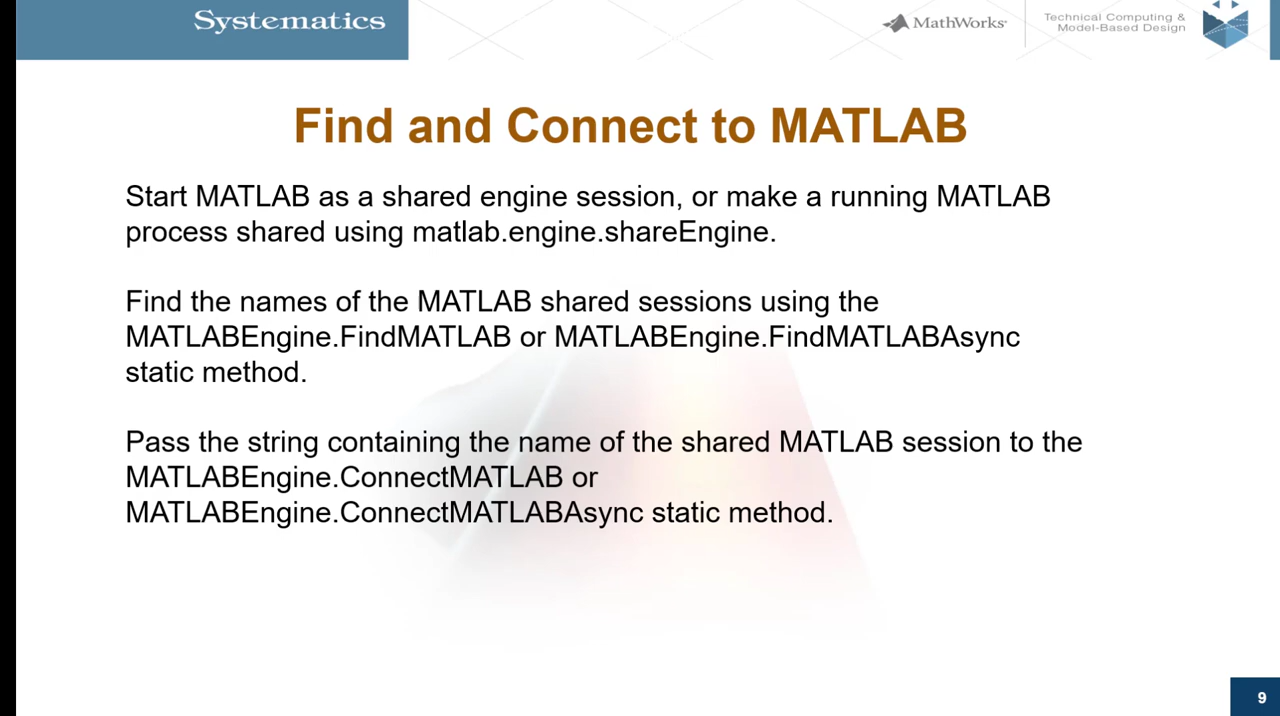 Systematics
MathWorks
Technical Computing &
Model-Based Design
Find and Connect to MATLAB
Start MATLAB as a shared engine session, or make a running MATLAB
process shared using matlab.engine.shareEngine.
Find the names of the MATLAB shared sessions using the
MATLABEngine.FindMATLAB or MATLABEngine.FindMATLABAsync
static method.
Pass the string containing the name of the shared MATLAB session to the
MATLABEngine.ConnectMATLAB or
MATLABEngine.ConnectMATLABAsync static method.
9